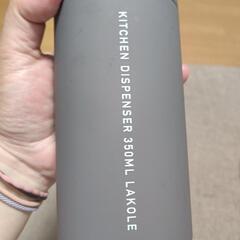 KITCHEN DISPENSER 350ML LAKOLE